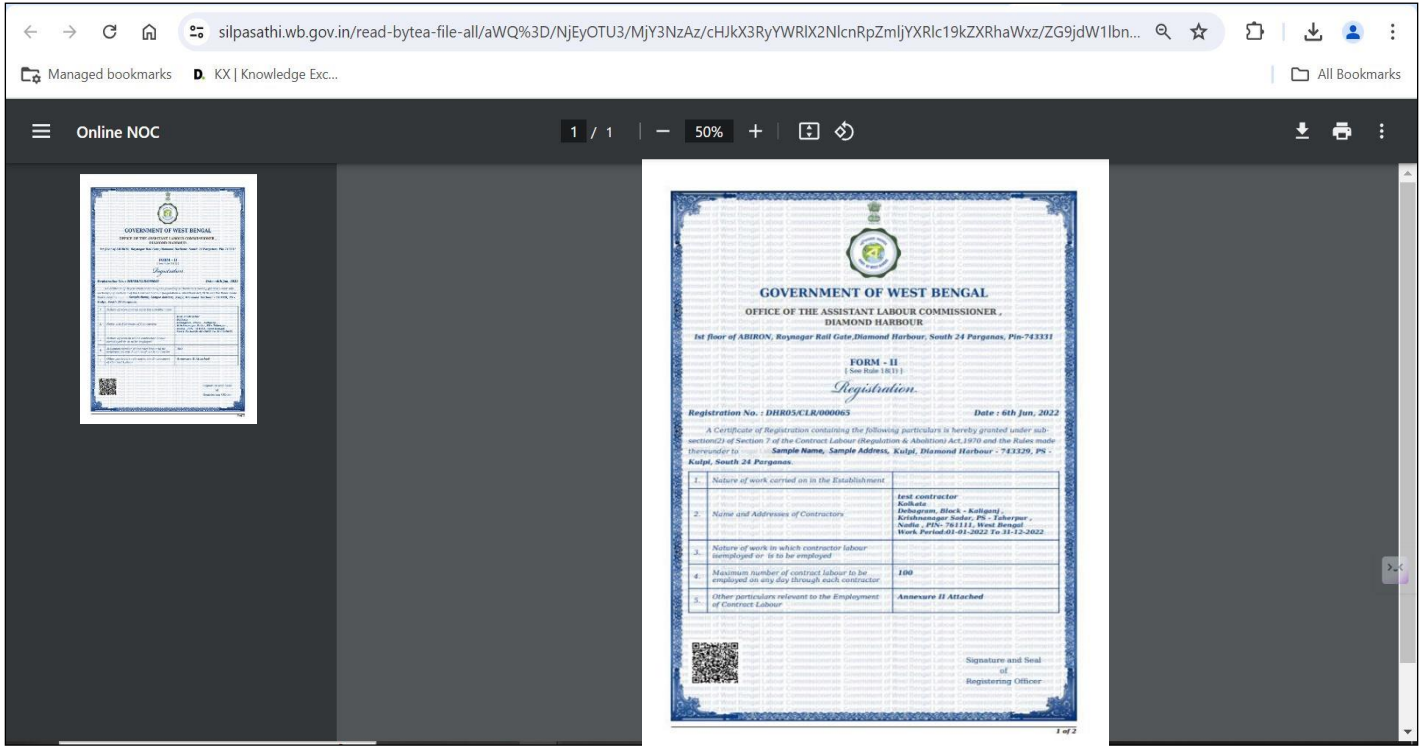 silpasathi.wb.gov.in/read-bytea-file-all/aWQ%3D/NjEyOTU3/MjY3NzAz/cHJkX3RyYWRlX2NlcnRpZmljYXRlc19kZXRhaWxz/ZG9jdW1lbn...
Managed bookmarks
D. KX | Knowledge Exc...
All Bookmarks
Online NOC
1 / 1
50%
GOVERNMENT OF WEST BENGAL
OFFICE OF THE ASSISTANT LABOUR COMMISSIONER ,
DIAMOND HARBOUR
1st floor of ABIRON, Roynagar Rail Gate,Diamond Harbour, South 24 Parganas, Pin-743331
FORM - II
[ See Rule 18(1) ]
Registration
Registration No. : DHR05/CLR/000065 Date : 6th Jun, 2022
A Certificate of Registration containing the following particulars is hereby granted under sub-
section(2) of Section 7 of the Contract Labour (Regulation & Abolition) Act,1970 and the Rules made
thereunder to Sample Name, Sample Address, Kulpi, Diamond Harbour - 743329, PS -
Kulpi, South 24 Parganas
1. Nature of work carried on in the Establishment
2. Name and Addresses of Contractors
test contractor
Kolkata
Debagram, Block - Kaliganj ,
Krishnanagar Sadar, PS - Taherpur ,
Nadia , PIN- 761111, West Bengal
Work Period:01-01-2022 To 31-12-2022
3. Nature of work in which contractor labour
isemployed or is to be employed
4. Maximum number of contract labour to be
employed on any day through each contractor
100
5. Other particulars relevant to the Employment
of Contract Labour
Annexure II Attached
Signature and Seal
of
Registering Officer
1 of 2